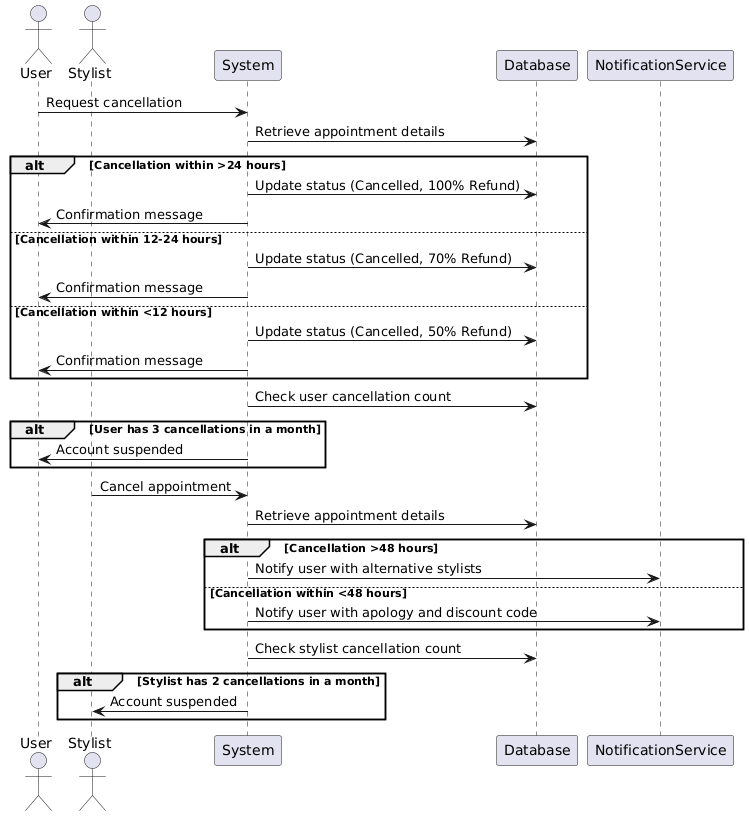 User
Stylist
System
Database
NotificationService
Request cancellation
Retrieve appointment details
alt
[Cancellation within >24 hours]
Update status (Cancelled, 100% Refund)
Confirmation message
[Cancellation within 12-24 hours]
Update status (Cancelled, 70% Refund)
Confirmation message
[Cancellation within <12 hours]
Update status (Cancelled, 50% Refund)
Confirmation message
Check user cancellation count
alt
[User has 3 cancellations in a month]
Account suspended
Cancel appointment
Retrieve appointment details
alt
[Cancellation >48 hours]
Notify user with alternative stylists
[Cancellation within <48 hours]
Notify user with apology and discount code
Check stylist cancellation count
alt
[Stylist has 2 cancellations in a month]
Account suspended
User
Stylist
System
Database
NotificationService